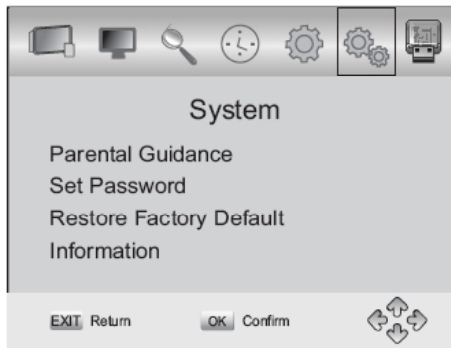 System
Parental Guidance
Set Password
Restore Factory Default
Information
EXIT Return OK Confirm